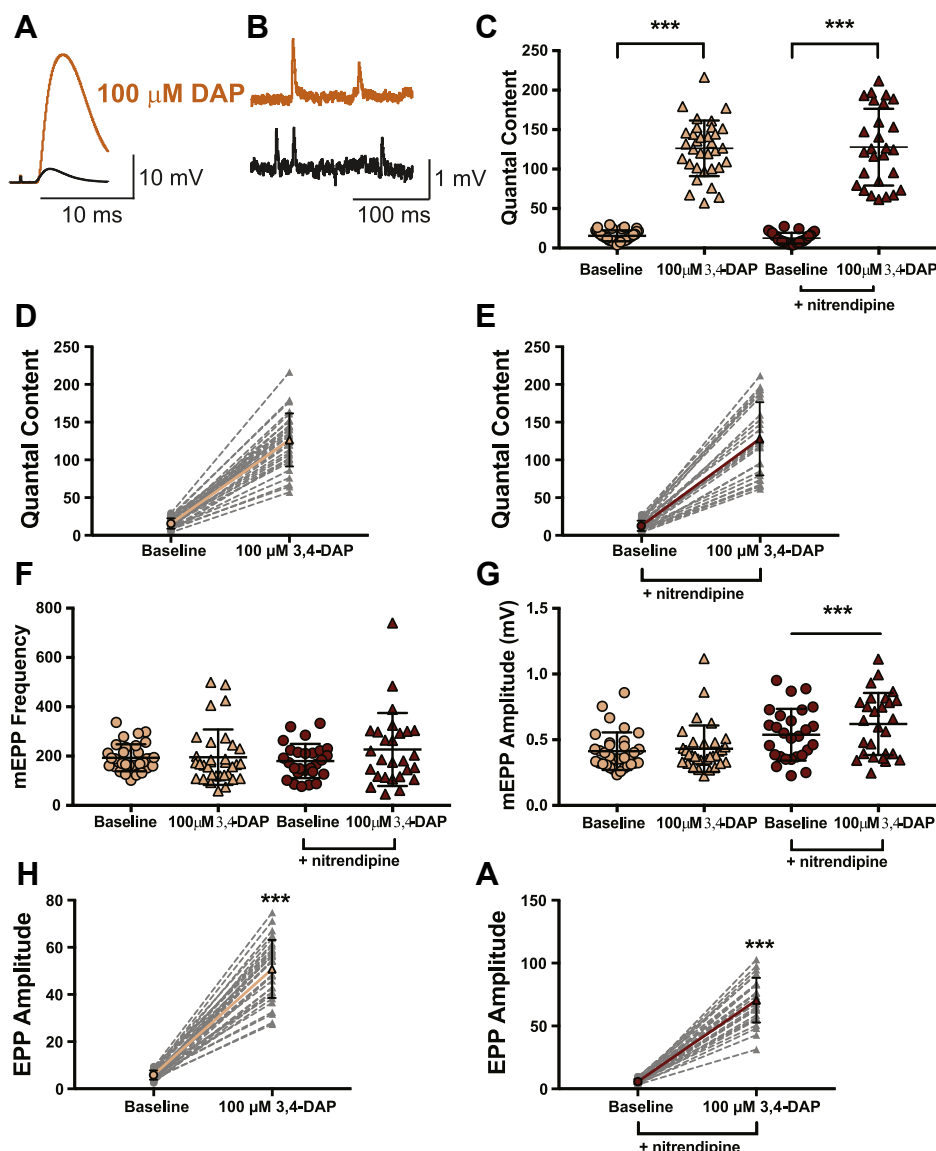 A
100 μM DAP
10 mV
10 ms
B
1 mV
100 ms
C
Quantal Content
250
200
150
100
50
0
***
***
Baseline
100μM 3,4-DAP
Baseline
100μM 3,4-DAP
+ nitrendipine
D
Quantal Content
250
200
150
100
50
0
Baseline
100 μM 3,4-DAP
E
Quantal Content
250
200
150
100
50
0
Baseline
100 μM 3,4-DAP
+ nitrendipine
F
mEPP Frequency
800
600
400
200
0
Baseline
100μM 3,4-DAP
Baseline
100μM 3,4-DAP
+ nitrendipine
G
mEPP Amplitude (mV)
1.5
1.0
0.5
0.0
***
Baseline
100μM 3,4-DAP
Baseline
100μM 3,4-DAP
+ nitrendipine
H
EPP Amplitude
80
60
40
20
0
***
Baseline
100 μM 3,4-DAP
A
EPP Amplitude
150
100
50
0
***
Baseline
100 μM 3,4-DAP
+ nitrendipine